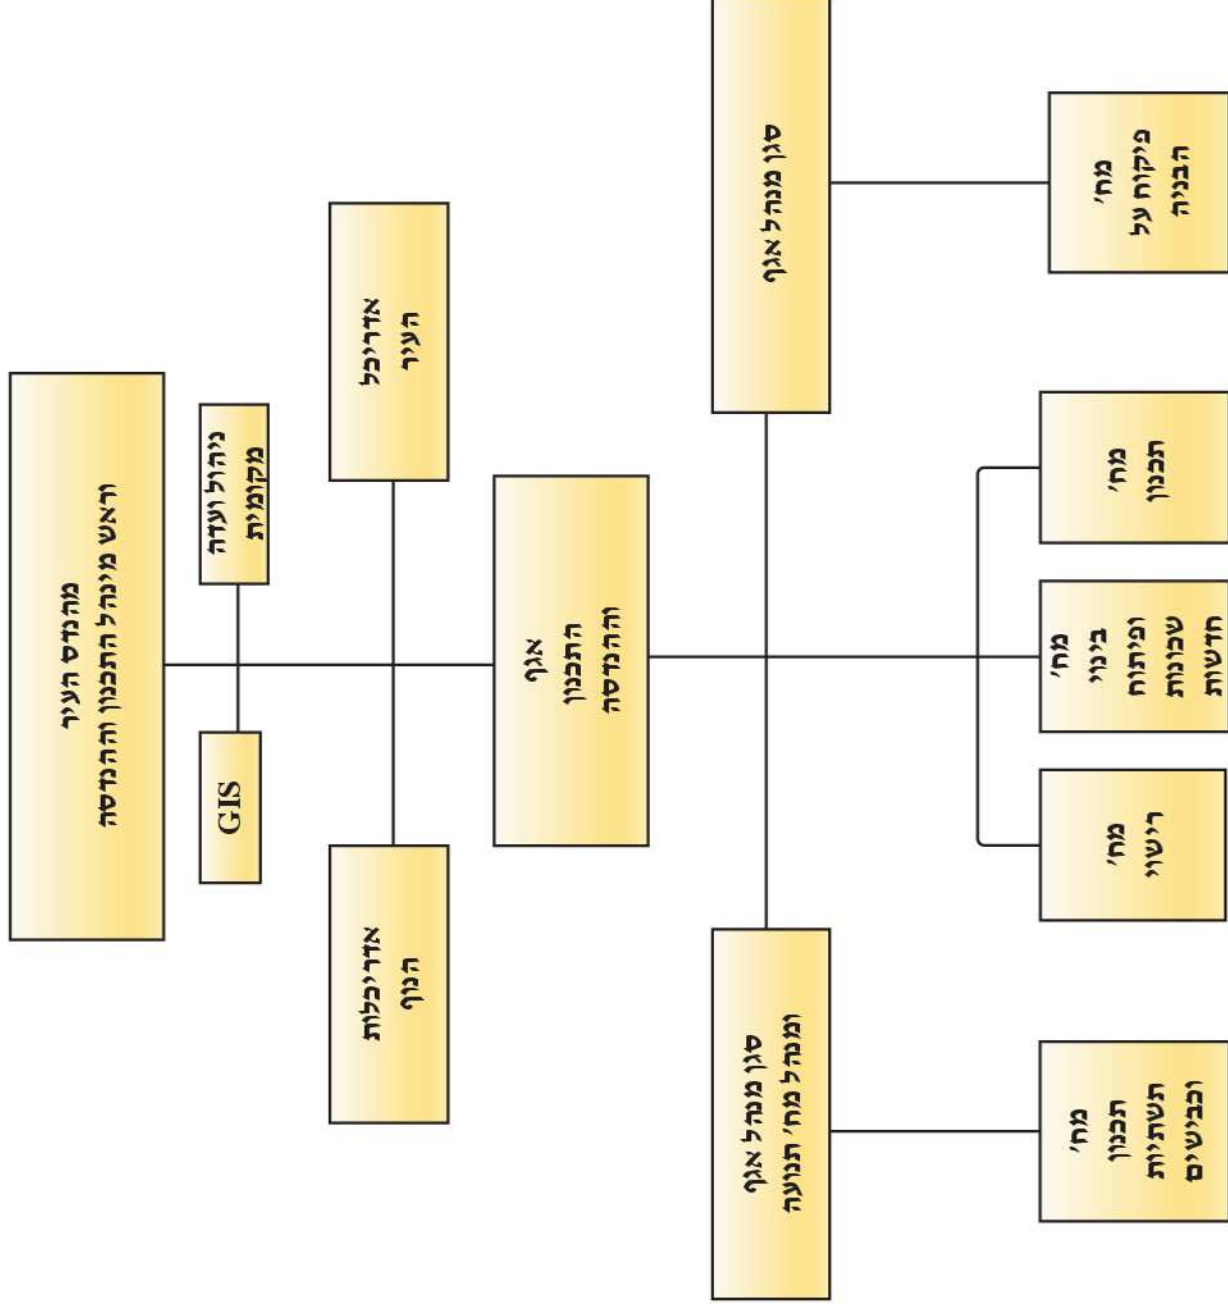 מהנדס העיר
וראש מינהל התכנון וההנדסה
ניהול ועדה
מקומית
GIS
אדריכל
העיר
אדריכלות
הנוף
אגף
התכנון
וההנדסה
סגן מנהל אגף
סגן מנהל אגף
ומנהל מח' תנועה
מח'
פיקוח על
הבניה
מח'
תכנון
מח'
בינוי
ופיתוח
שכונות
חדשות
מח'
רישוי
מח'
תכנון
תשתיות
וכבישים